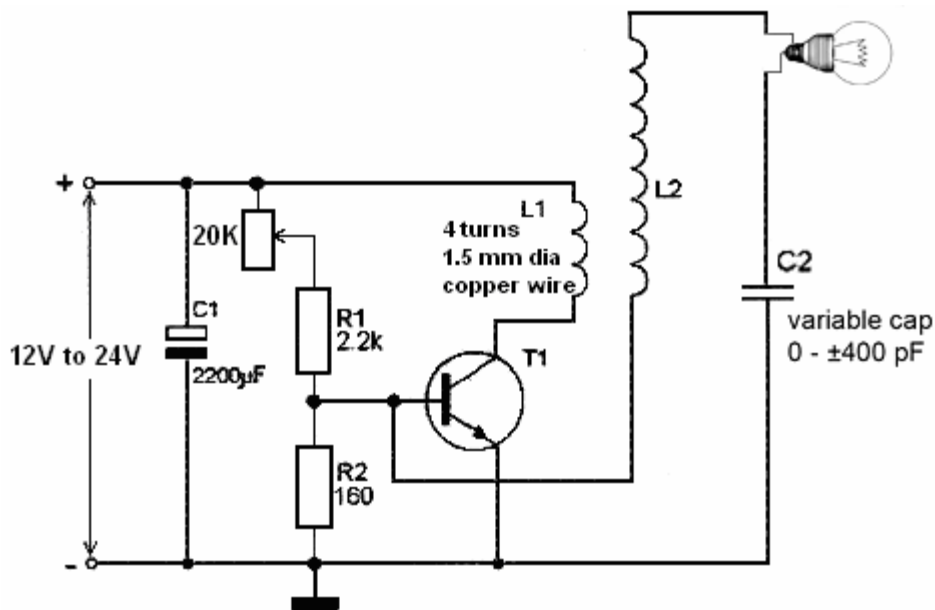 +
20K
L1
4 turns
1.5 mm dia
copper wire
L2
C2
variable cap
0 - ±400 pF
C1
2200µF
12V to 24V
R1
2.2k
T1
R2
160
-